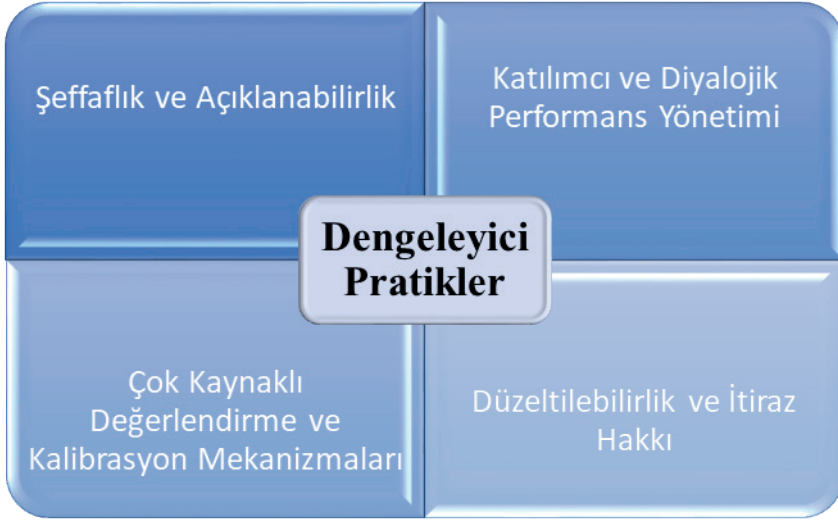 Şeffaflık ve Açıklanabilirlik
Katılımcı ve Diyalojik
Performans Yönetimi
Dengeleyici
Pratikler
Çok Kaynaklı
Değerlendirme ve
Kalibrasyon Mekanizmaları
Düzeltilebilirlik ve İtiraz
Hakkı